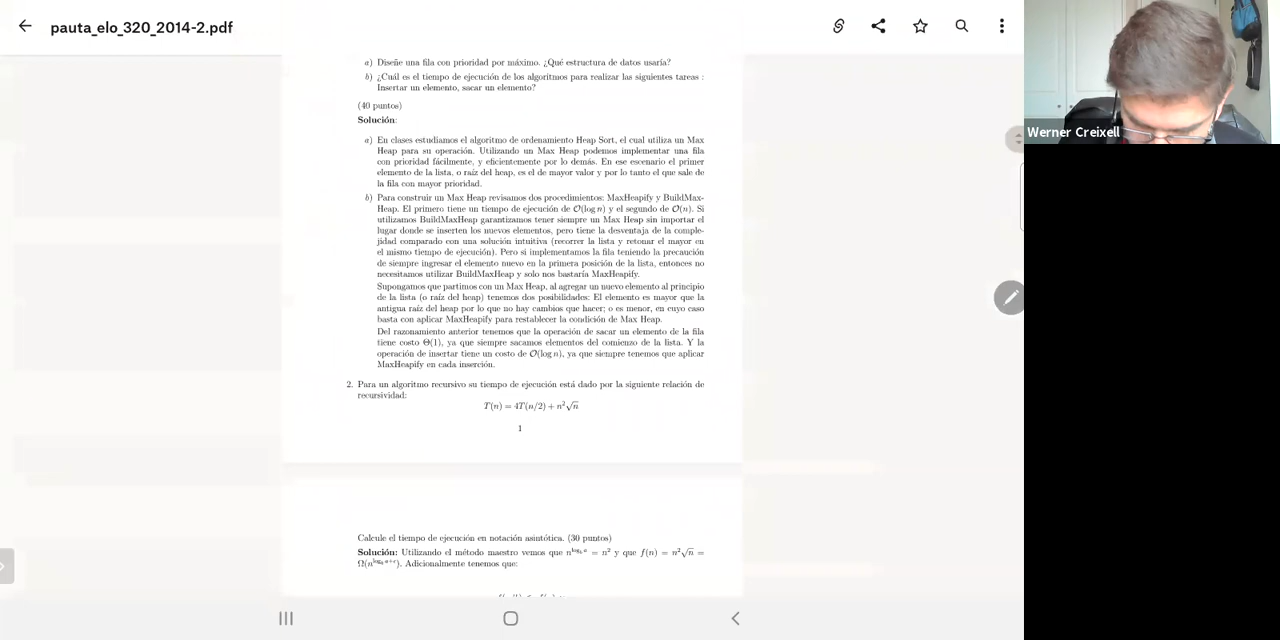 pauta_elo_320_2014-2.pdf
a) Diseñe una fila con prioridad por máximo. ¿Qué estructura de datos usaría?
b) ¿Cuál es el tiempo de ejecución de los algoritmos para realizar las siguientes tareas :
Insertar un elemento, sacar un elemento?
(40 puntos)
Solución:
a) En clases estudiamos el algoritmo de ordenamiento Heap Sort, el cual utiliza un Max
Heap para su operación. Utilizando un Max Heap podemos implementar una fila
con prioridad fácilmente, y eficientemente por lo demás. En ese escenario el primer
elemento de la lista, o raíz del heap, es el de mayor valor y por lo tanto el que sale de
la fila con mayor prioridad.
b) Para construir un Max Heap revisamos dos procedimientos: MaxHeapify y BuildMax-
Heap. El primero tiene un tiempo de ejecución de O(log n) y el segundo de O(n). Si
utilizamos BuildMaxHeap garantizamos tener siempre un Max Heap sin importar el
lugar donde se inserten los nuevos elementos, pero tiene la desventaja de la comple-
jidad comparado con una solución intuitiva (recorrer la lista y retornar el mayor en
el mismo tiempo de ejecución). Pero si implementamos la fila teniendo la precaución
de siempre ingresar el elemento nuevo en la primera posición de la lista, entonces no
necesitamos utilizar BuildMaxHeap y solo nos bastaría MaxHeapify.
Supongamos que partimos con un Max Heap, al agregar un nuevo elemento al principio
de la lista (o raíz del heap) tenemos dos posibilidades: El elemento es mayor que la
antigua raíz del heap por lo que no hay cambios que hacer; o es menor, en cuyo caso
basta con aplicar MaxHeapify para restablecer la condición de Max Heap.
Del razonamiento anterior tenemos que la operación de sacar un elemento de la fila
tiene costo Θ(1), ya que siempre sacamos elementos del comienzo de la lista. Y la
operación de insertar tiene un costo de O(log n), ya que siempre tenemos que aplicar
MaxHeapify en cada inserción.
2. Para un algoritmo recursivo su tiempo de ejecución está dado por la siguiente relación de
recursividad:
T(n) = 4T(n/2) + n²√n
1
Calcule el tiempo de ejecución en notación asintótica. (30 puntos)
Solución: Utilizando el método maestro vemos que n^{log_b a} = n² y que f(n) = n²√n =
Ω(n^{log_b a+ε}). Adicionalmente tenemos que:
Werner Creixell